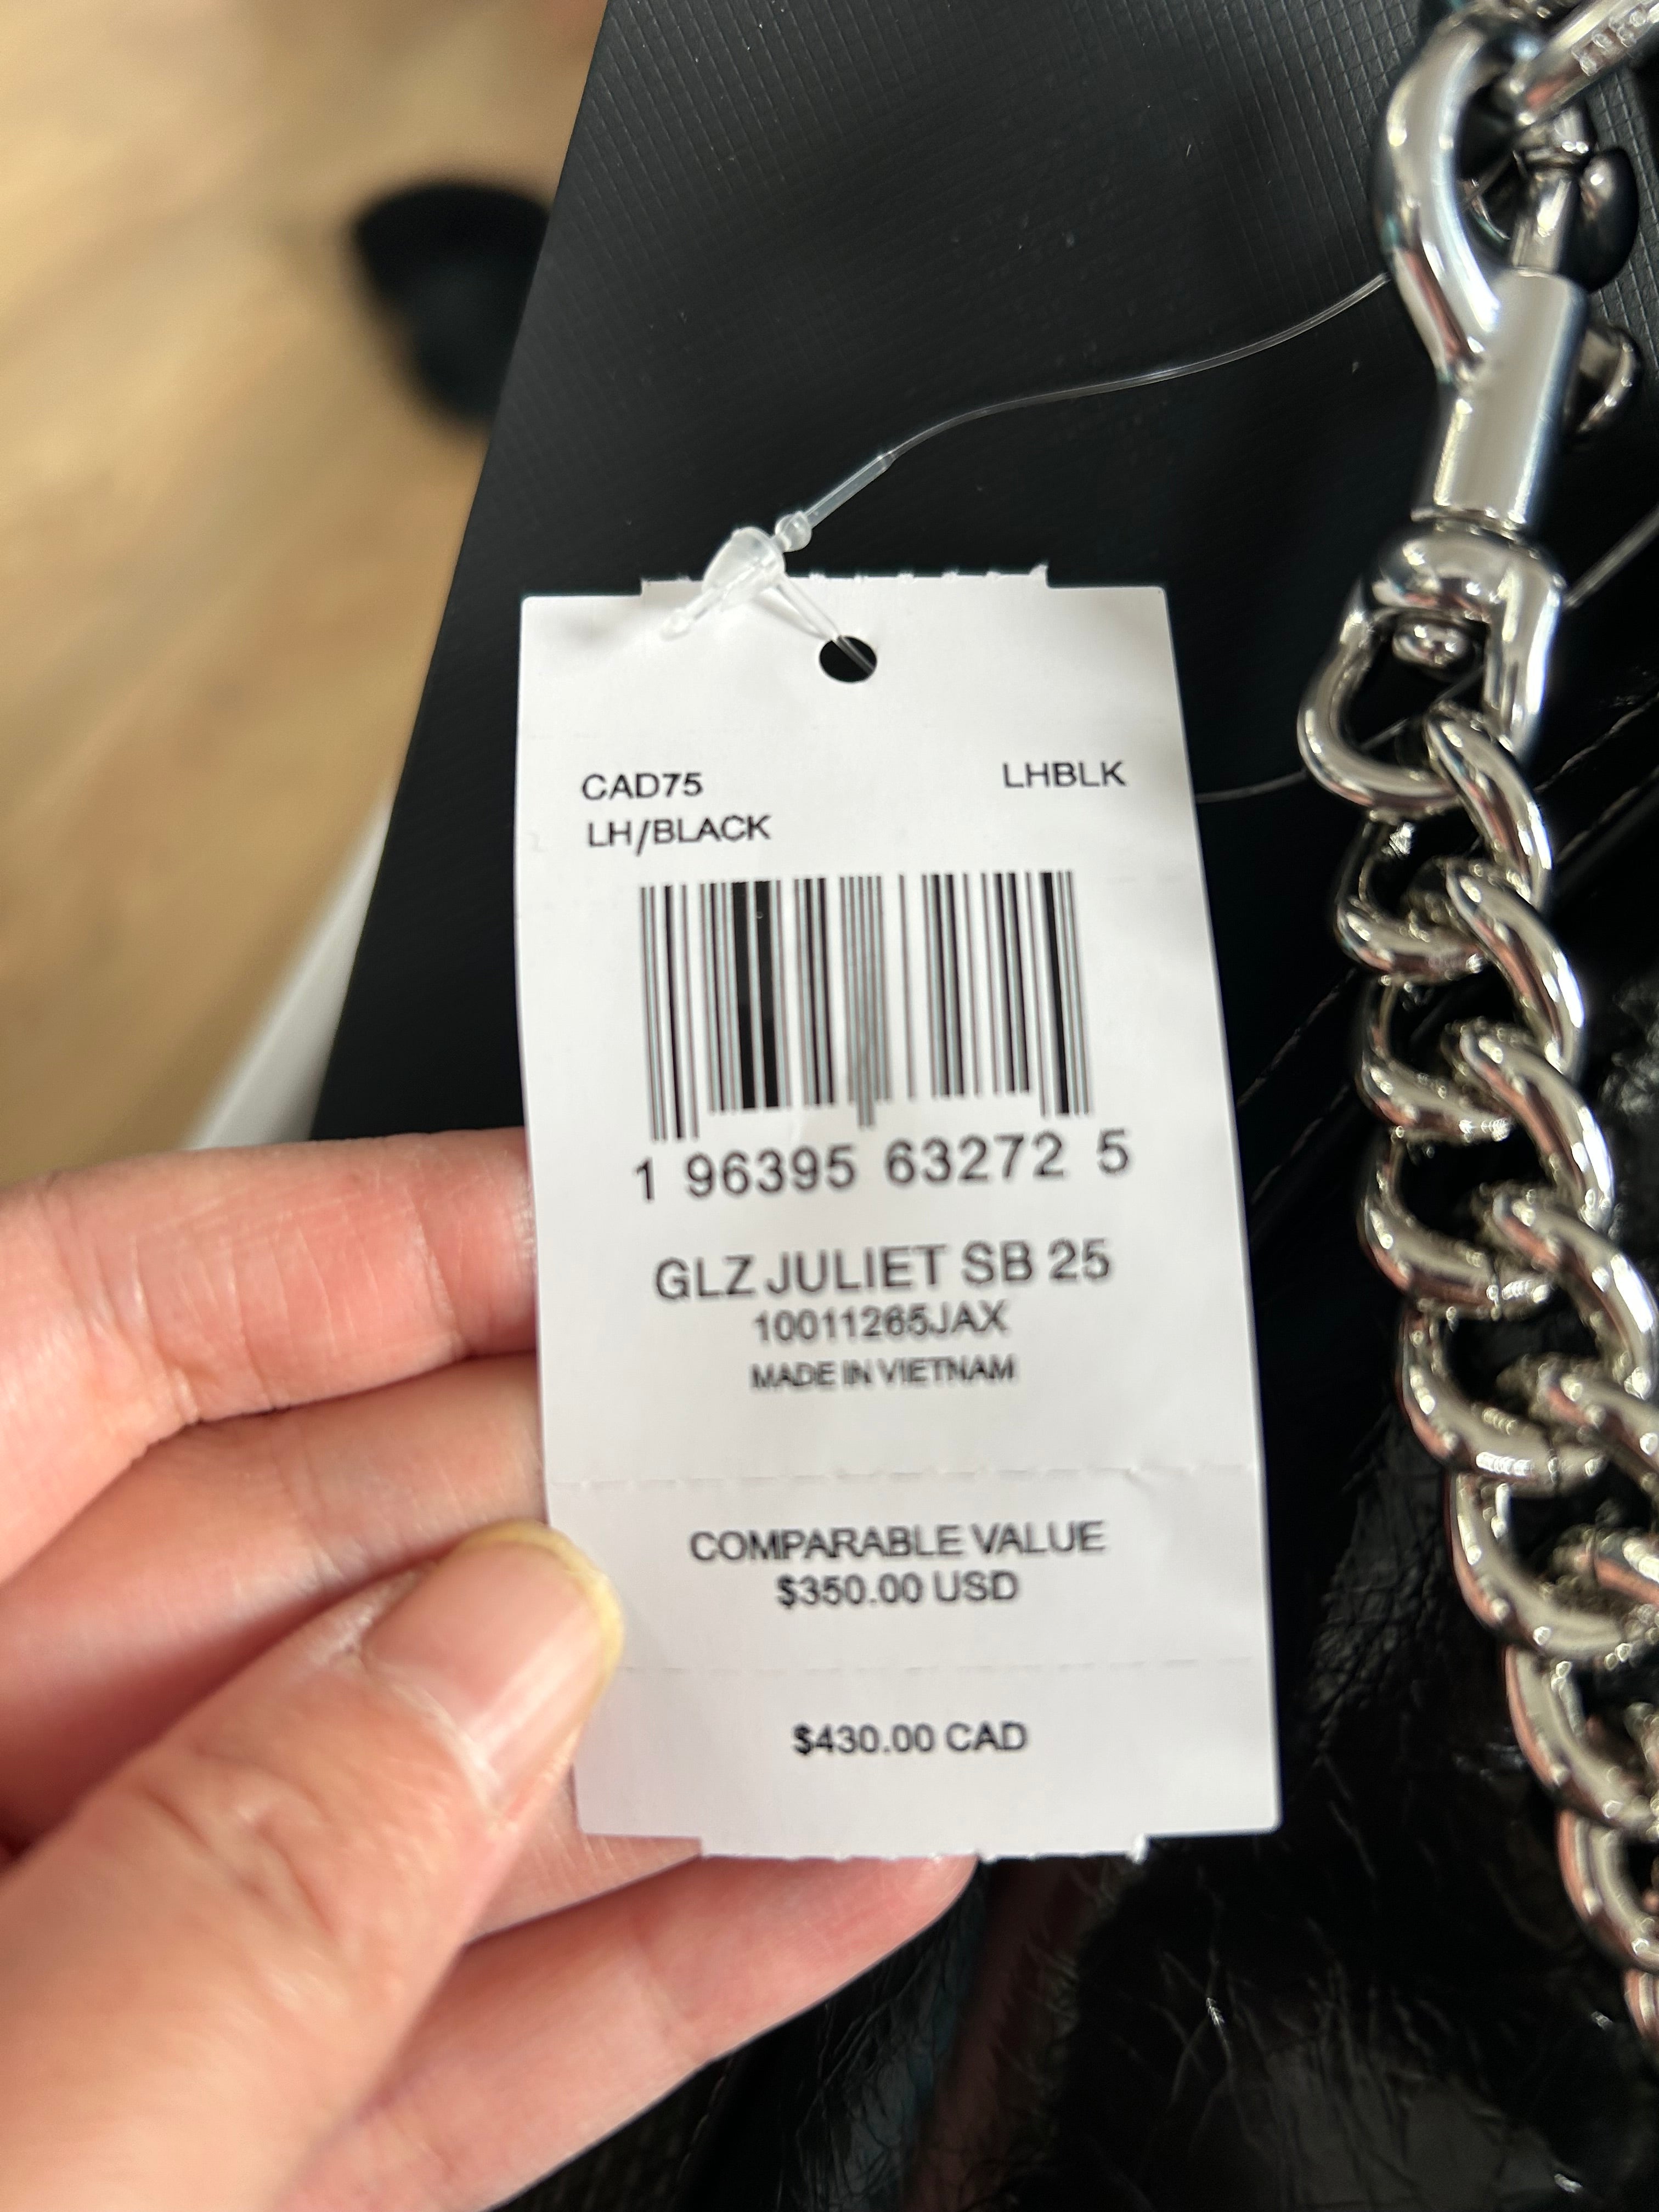 CAD75 LHBLK
LH/BLACK
1 96395 63272 5
GLZ JULIET SB 25
10011265JAX
MADE IN VIETNAM
COMPARABLE VALUE
$350.00 USD
$430.00 CAD